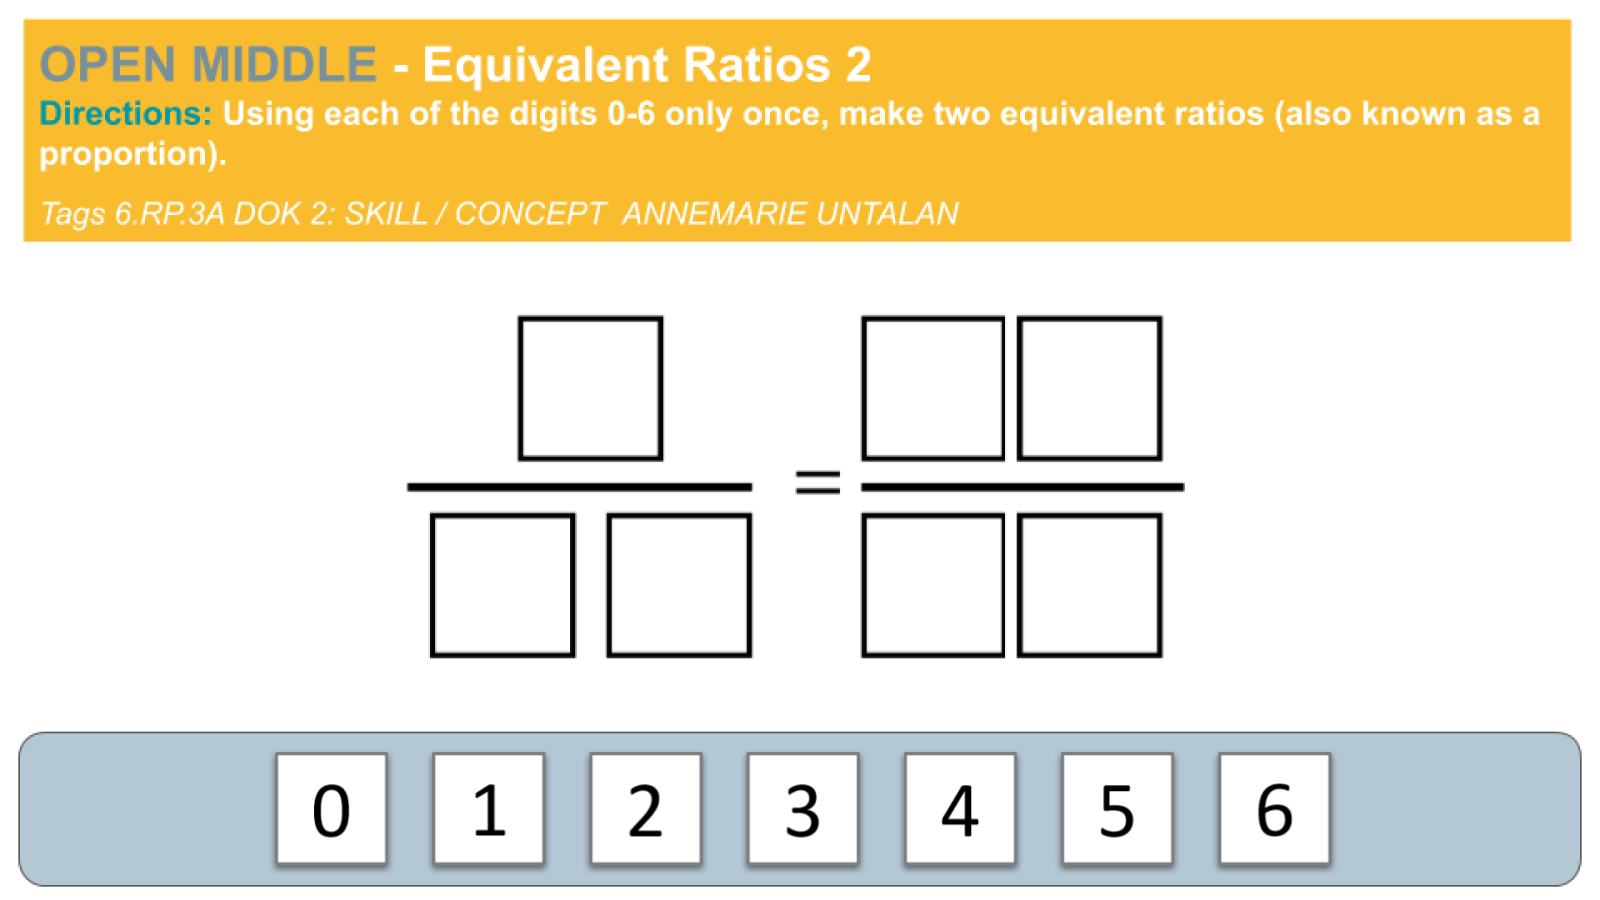 OPEN MIDDLE - Equivalent Ratios 2
Directions: Using each of the digits 0-6 only once, make two equivalent ratios (also known as a
proportion).
Tags 6.RP.3A DOK 2: SKILL / CONCEPT ANNEMARIE UNTALAN
=
0 1 2 3 4 5 6